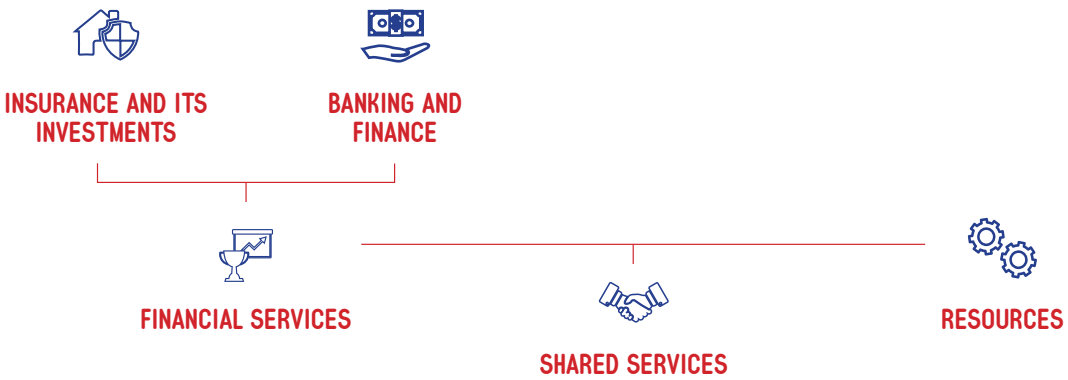 INSURANCE AND ITS
INVESTMENTS
BANKING AND
FINANCE
FINANCIAL SERVICES
SHARED SERVICES
RESOURCES